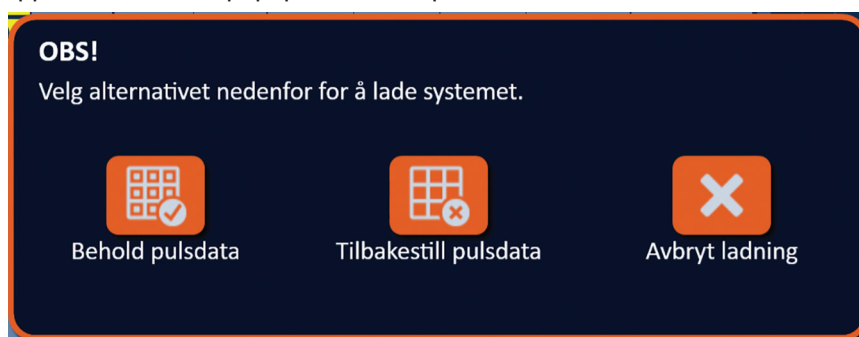 OBS!
Velg alternativet nedenfor for å lade systemet.
Behold pulsdata
Tilbakestill pulsdata
Avbryt ladning